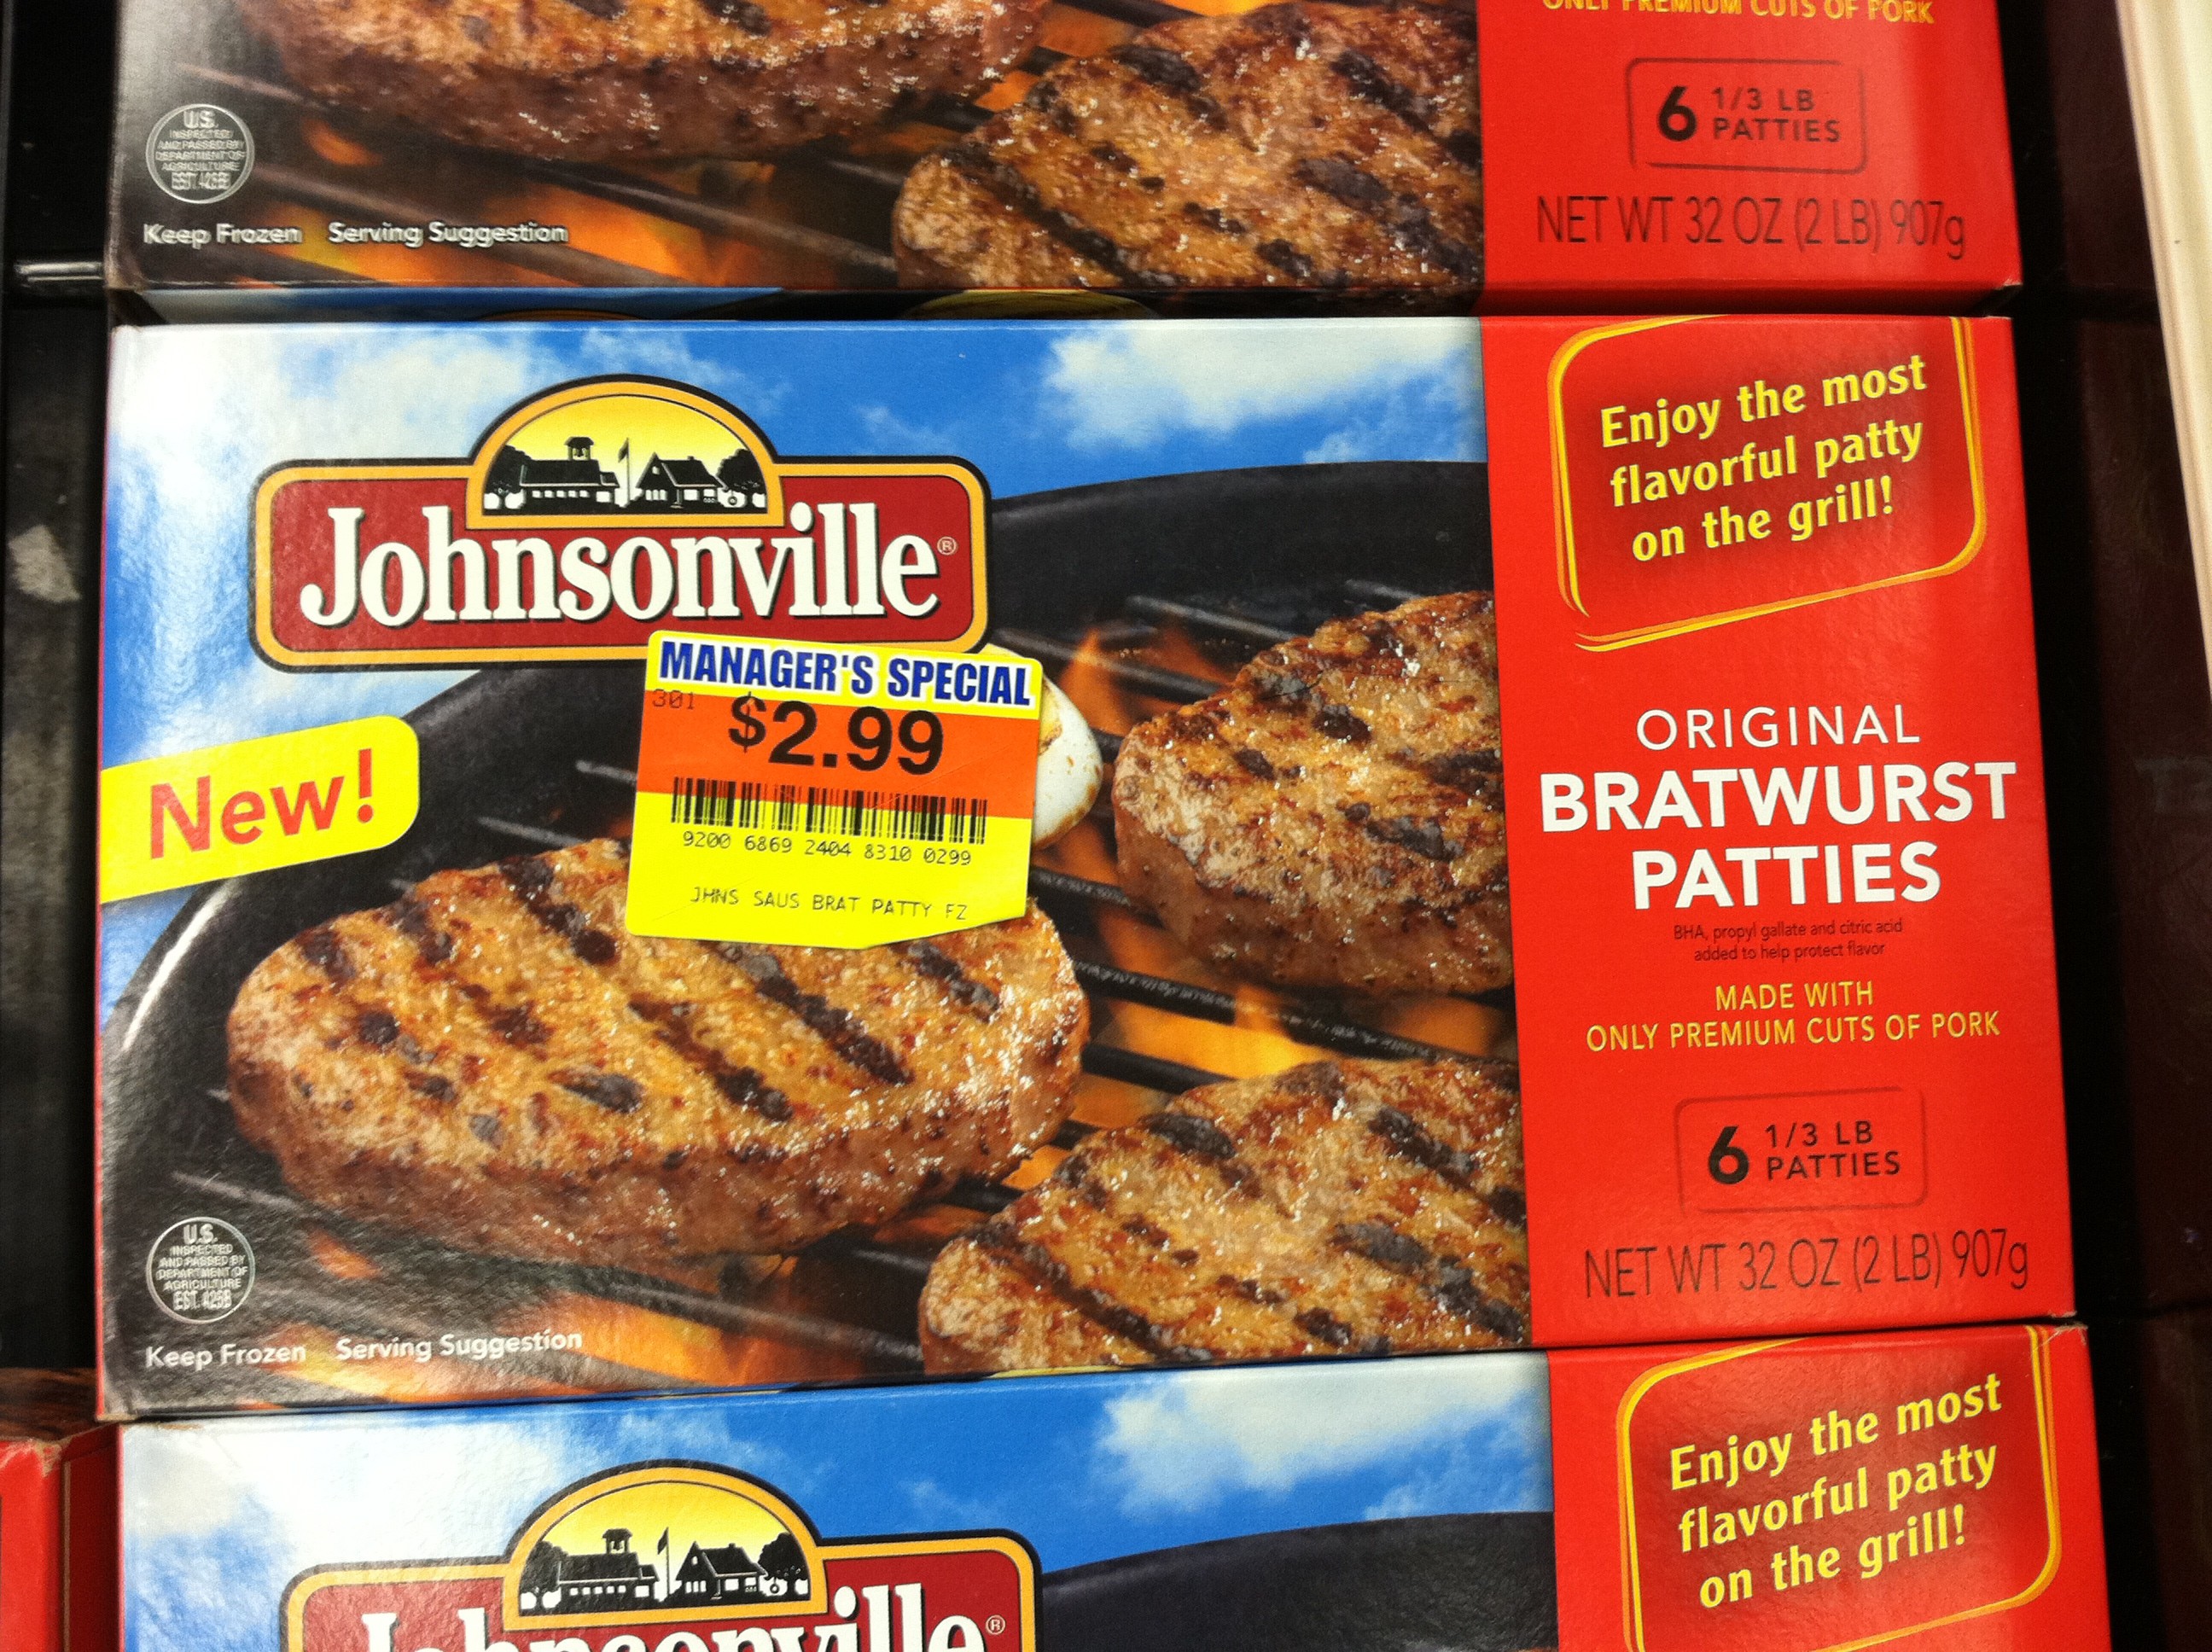 ONLY PREMIUM CUTS OF PORK
6 1/3 LB
PATTIES
NET WT 32 OZ (2 LB) 907g
U.S.
INSPECTED
AND PASSED BY
DEPARTMENT OF
AGRICULTURE
EST. 425B
Keep Frozen Serving Suggestion
Johnsonville®
New!
MANAGER'S SPECIAL
301
$2.99
9200 6869 2404 8310 0299
JHNS SAUS BRAT PATTY FZ
Enjoy the most
flavorful patty
on the grill!
ORIGINAL
BRATWURST
PATTIES
BHA, propyl gallate and citric acid
added to help protect flavor
MADE WITH
ONLY PREMIUM CUTS OF PORK
6 1/3 LB
PATTIES
NET WT 32 OZ (2 LB) 907g
U.S.
INSPECTED
AND PASSED BY
DEPARTMENT OF
AGRICULTURE
EST. 425B
Keep Frozen Serving Suggestion
Johnsonville®
Enjoy the most
flavorful patty
on the grill!